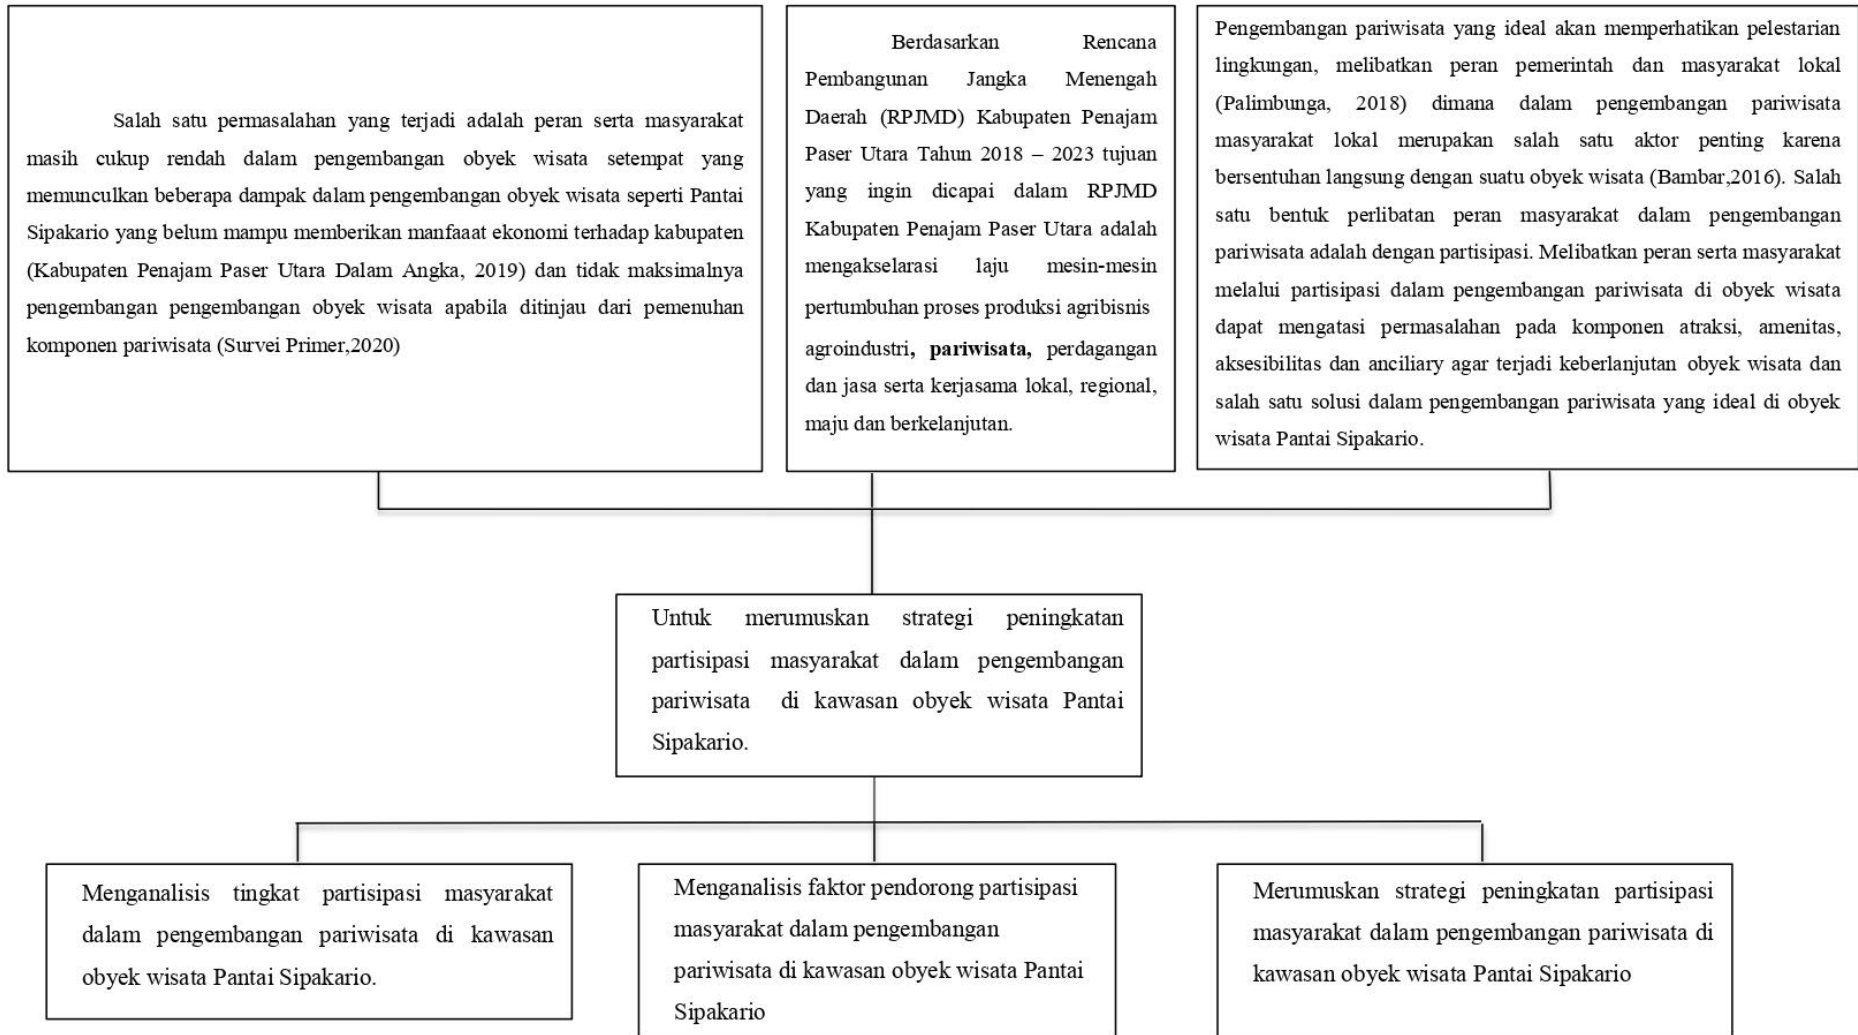 Salah satu permasalahan yang terjadi adalah peran serta masyarakat
masih cukup rendah dalam pengembangan obyek wisata setempat yang
memunculkan beberapa dampak dalam pengembangan obyek wisata seperti Pantai
Sipakario yang belum mampu memberikan manfaaat ekonomi terhadap kabupaten
(Kabupaten Penajam Paser Utara Dalam Angka, 2019) dan tidak maksimalnya
pengembangan pengembangan obyek wisata apabila ditinjau dari pemenuhan
komponen pariwisata (Survei Primer,2020)
Berdasarkan Rencana
Pembangunan Jangka Menengah
Daerah (RPJMD) Kabupaten Penajam
Paser Utara Tahun 2018 – 2023 tujuan
yang ingin dicapai dalam RPJMD
Kabupaten Penajam Paser Utara adalah
mengakselarasi laju mesin-mesin
pertumbuhan proses produksi agribisnis
agroindustri, pariwisata, perdagangan
dan jasa serta kerjasama lokal, regional,
maju dan berkelanjutan.
Pengembangan pariwisata yang ideal akan memperhatikan pelestarian
lingkungan, melibatkan peran pemerintah dan masyarakat lokal
(Palimbunga, 2018) dimana dalam pengembangan pariwisata
masyarakat lokal merupakan salah satu aktor penting karena
bersentuhan langsung dengan suatu obyek wisata (Bambar,2016). Salah
satu bentuk perlibatan peran masyarakat dalam pengembangan
pariwisata adalah dengan partisipasi. Melibatkan peran serta masyarakat
melalui partisipasi dalam pengembangan pariwisata di obyek wisata
dapat mengatasi permasalahan pada komponen atraksi, amenitas,
aksesibilitas dan anciliary agar terjadi keberlanjutan obyek wisata dan
salah satu solusi dalam pengembangan pariwisata yang ideal di obyek
wisata Pantai Sipakario.
Untuk merumuskan strategi peningkatan
partisipasi masyarakat dalam pengembangan
pariwisata di kawasan obyek wisata Pantai
Sipakario.
Menganalisis tingkat partisipasi masyarakat
dalam pengembangan pariwisata di kawasan
obyek wisata Pantai Sipakario.
Menganalisis faktor pendorong partisipasi
masyarakat dalam pengembangan
pariwisata di kawasan obyek wisata Pantai
Sipakario
Merumuskan strategi peningkatan partisipasi
masyarakat dalam pengembangan pariwisata di
kawasan obyek wisata Pantai Sipakario